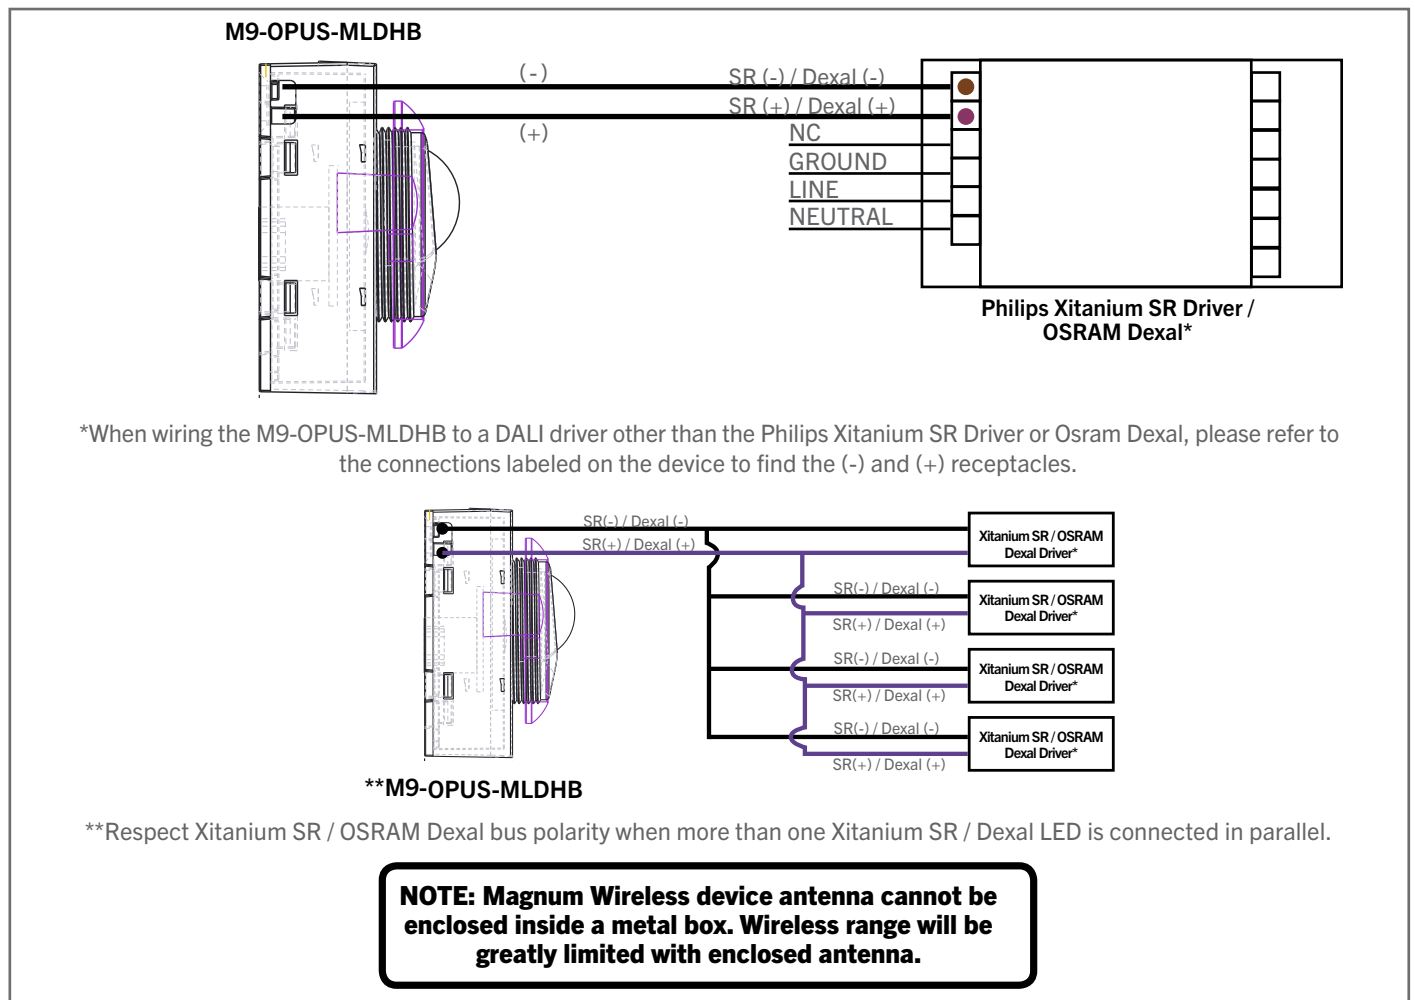 M9-OPUS-MLDHB
(-)
SR (-) / Dexal (-)
SR (+) / Dexal (+)
(+)
NC
GROUND
LINE
NEUTRAL
Philips Xitanium SR Driver /
OSRAM Dexal*
*When wiring the M9-OPUS-MLDHB to a DALI driver other than the Philips Xitanium SR Driver or Osram Dexal, please refer to
the connections labeled on the device to find the (-) and (+) receptacles.
SR(-) / Dexal (-)
SR(+) / Dexal (+)
Xitanium SR / OSRAM
Dexal Driver*
SR(-) / Dexal (-)
SR(+) / Dexal (+)
Xitanium SR / OSRAM
Dexal Driver*
SR(-) / Dexal (-)
SR(+) / Dexal (+)
Xitanium SR / OSRAM
Dexal Driver*
SR(-) / Dexal (-)
SR(+) / Dexal (+)
Xitanium SR / OSRAM
Dexal Driver*
**M9-OPUS-MLDHB
**Respect Xitanium SR / OSRAM Dexal bus polarity when more than one Xitanium SR / Dexal LED is connected in parallel.
NOTE: Magnum Wireless device antenna cannot be
enclosed inside a metal box. Wireless range will be
greatly limited with enclosed antenna.